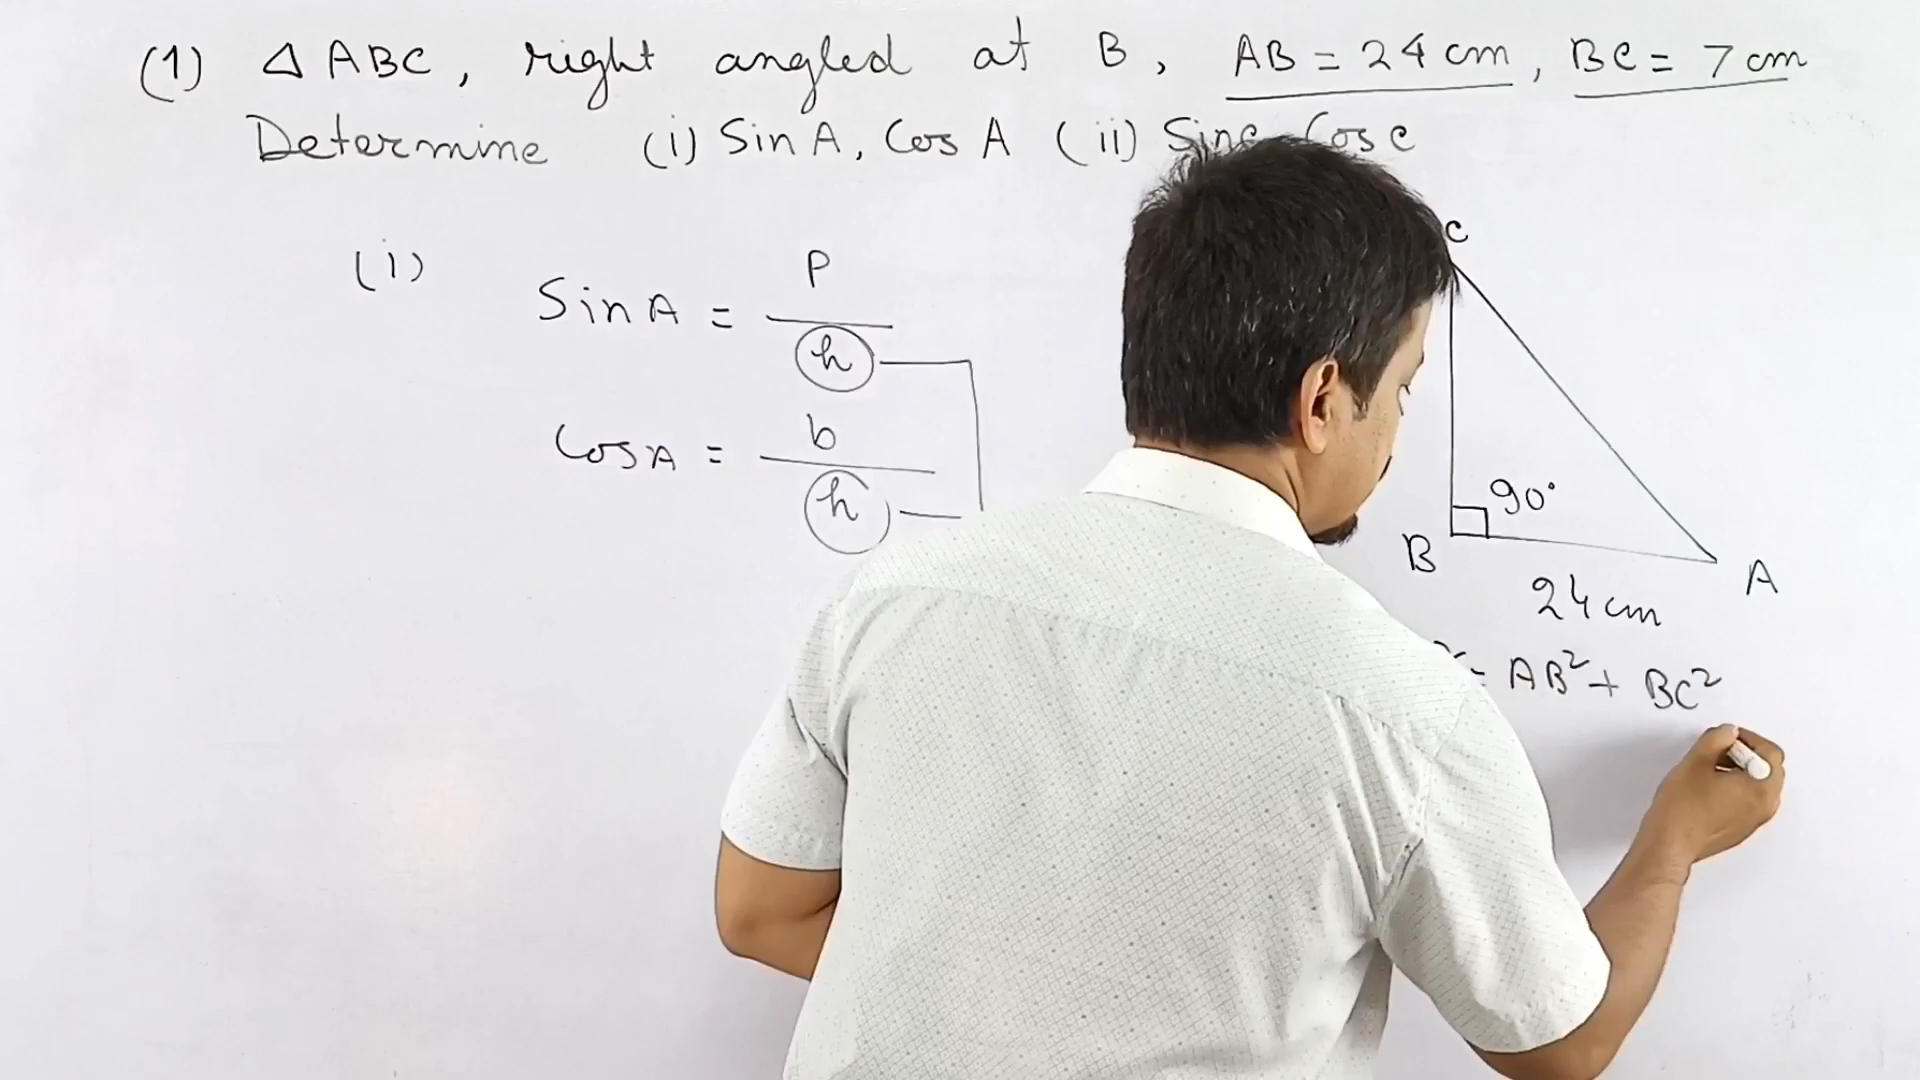 (1) △ ABC, right angled at B, AB = 24 cm, BC = 7 cm
Determine (i) Sin A, Cos A (ii) Sin Cos C
(i)
Sin A = p
h
Cos A = b
h
C
90°
B
A
24 cm
= AB² + BC²